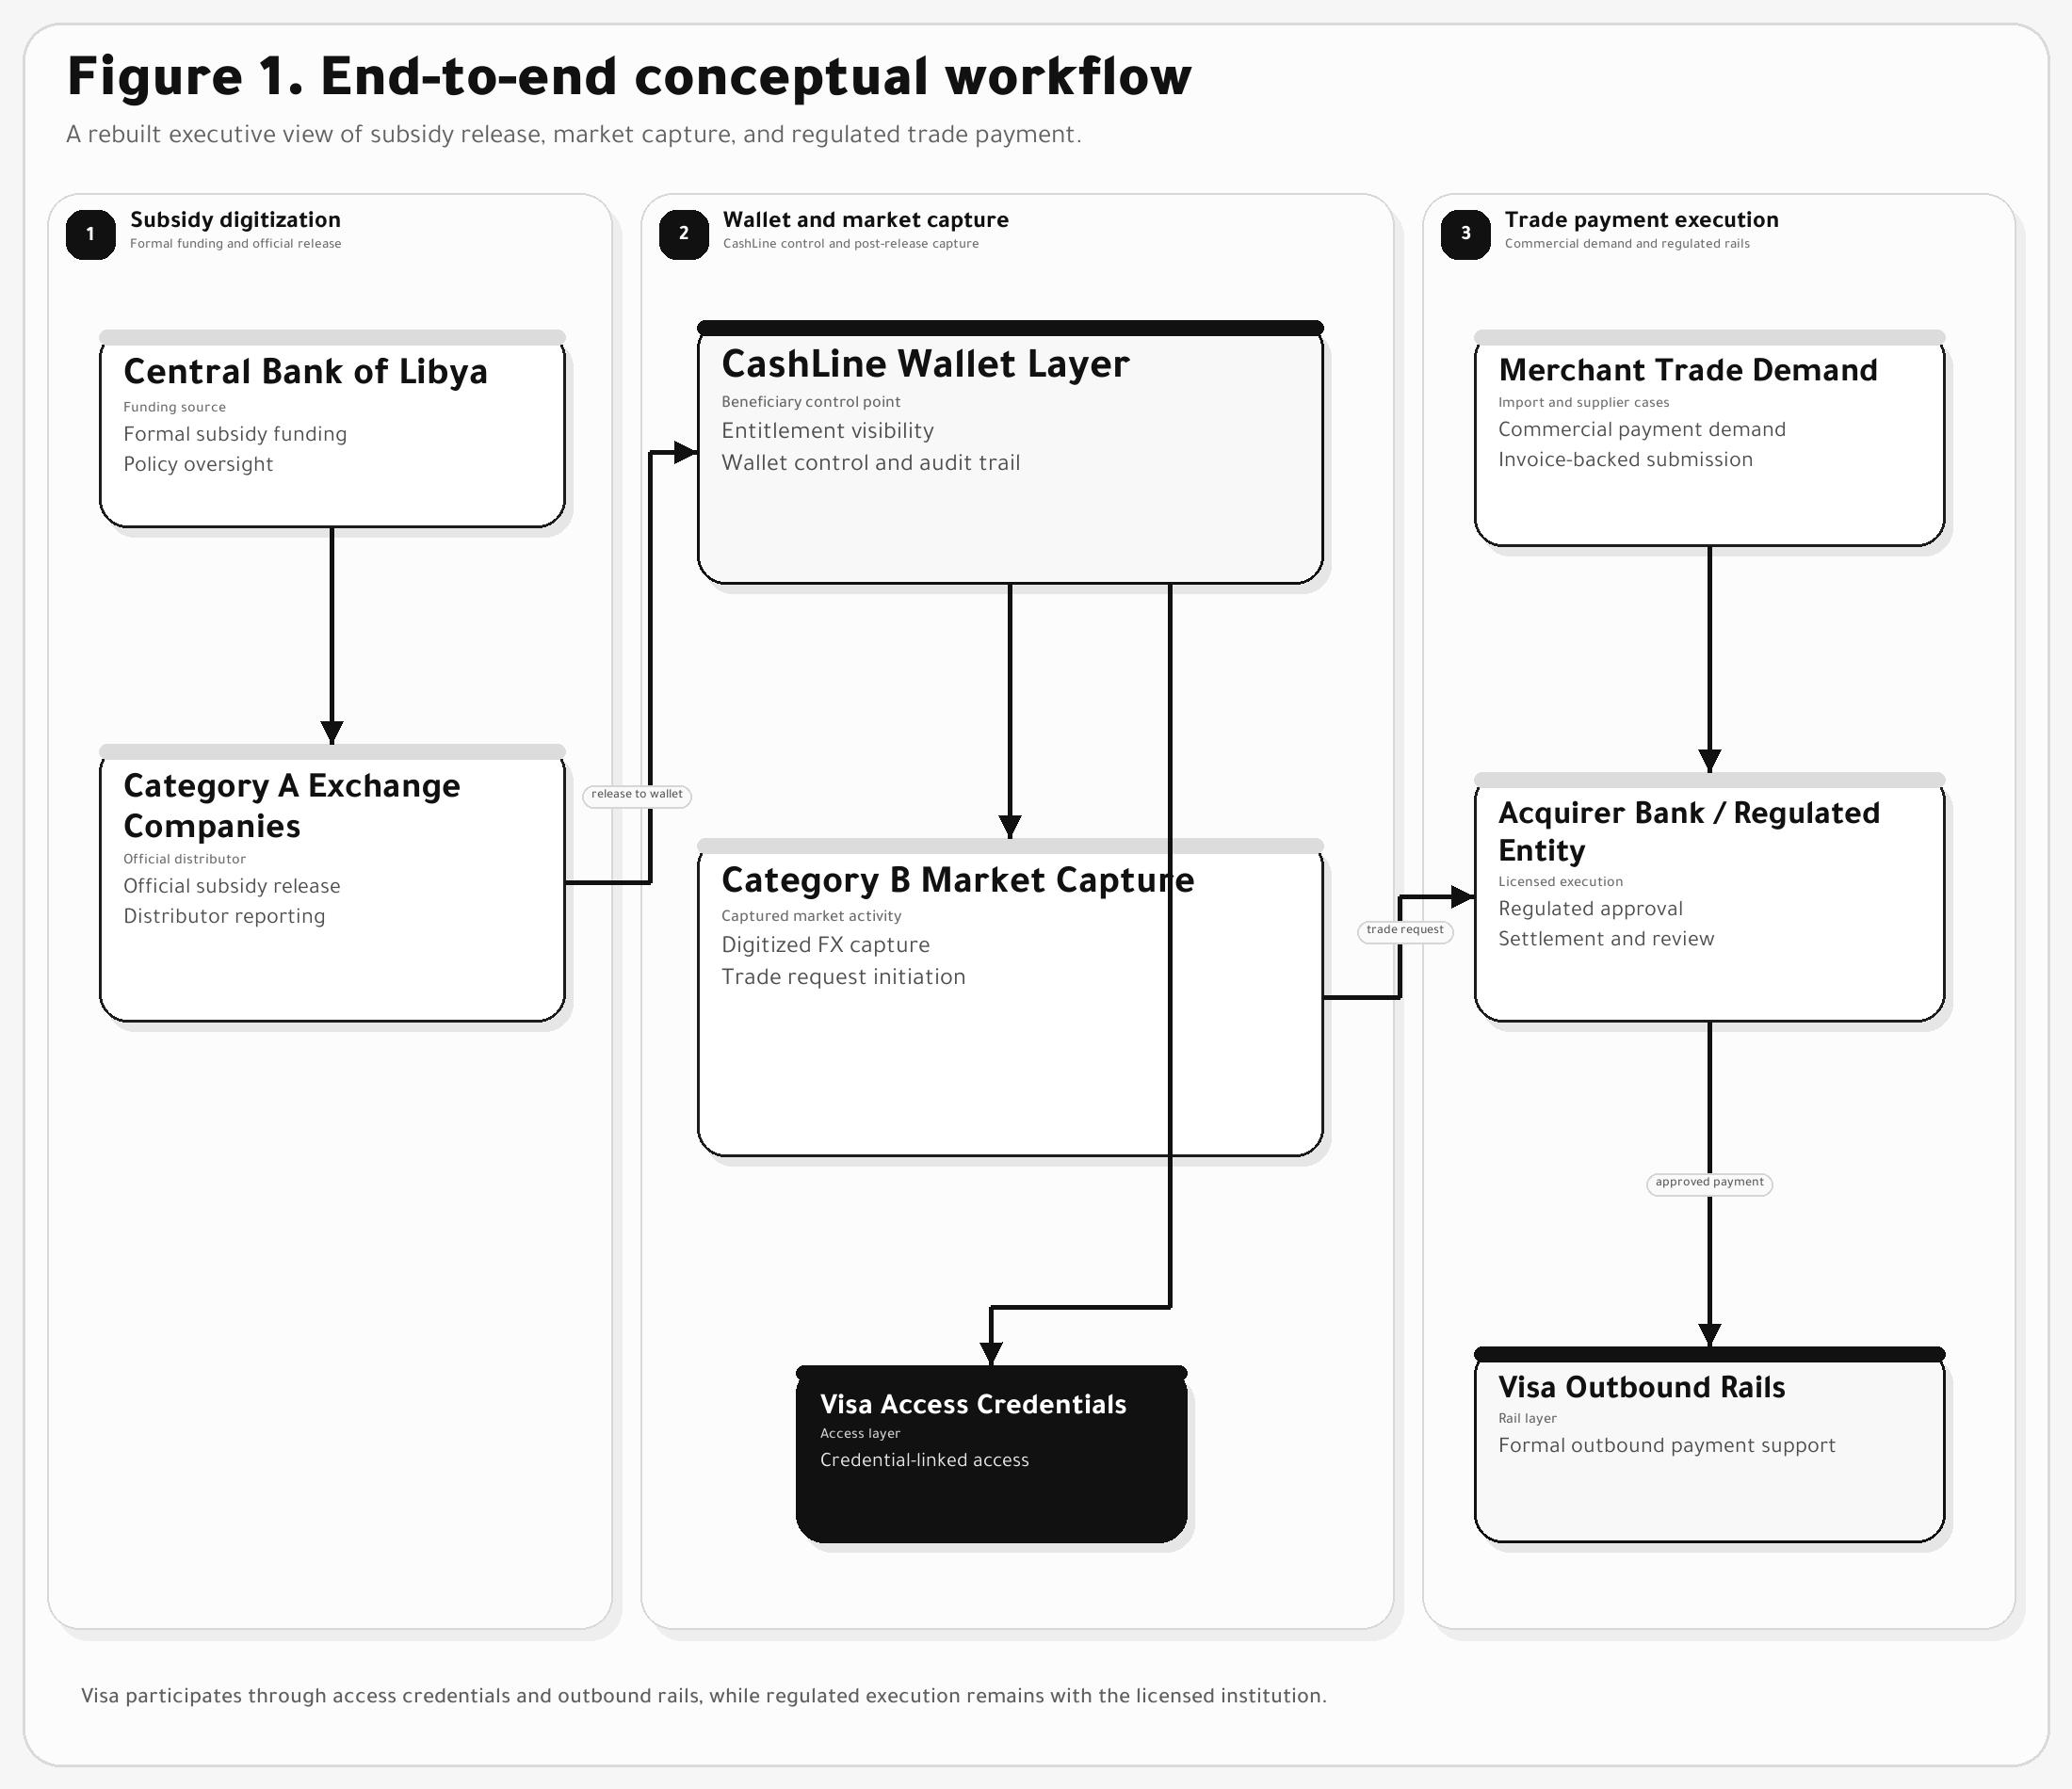 Figure 1. End-to-end conceptual workflow
A rebuilt executive view of subsidy release, market capture, and regulated trade payment.
1
Subsidy digitization
Formal funding and official release
Central Bank of Libya
Funding source
Formal subsidy funding
Policy oversight
Category A Exchange
Companies
Official distributor
Official subsidy release
Distributor reporting
release to wallet
2
Wallet and market capture
CashLine control and post-release capture
CashLine Wallet Layer
Beneficiary control point
Entitlement visibility
Wallet control and audit trail
Category B Market Capture
Captured market activity
Digitized FX capture
Trade request initiation
Visa Access Credentials
Access layer
Credential-linked access
trade request
3
Trade payment execution
Commercial demand and regulated rails
Merchant Trade Demand
Import and supplier cases
Commercial payment demand
Invoice-backed submission
Acquirer Bank / Regulated
Entity
Licensed execution
Regulated approval
Settlement and review
approved payment
Visa Outbound Rails
Rail layer
Formal outbound payment support
Visa participates through access credentials and outbound rails, while regulated execution remains with the licensed institution.